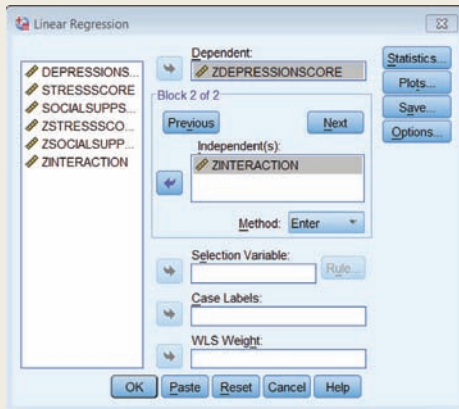 Linear Regression
DEPRESSIONS...
STRESSSCORE
SOCIALSUPPS...
ZSTRESSSCO...
ZSOCIALSUPP...
ZINTERACTION
Dependent:
ZDEPRESSIONSCORE
Block 2 of 2
Previous
Next
Independent(s):
ZINTERACTION
Method: Enter
Selection Variable:
Rule...
Case Labels:
WLS Weight:
Statistics...
Plots...
Save...
Options...
OK Paste Reset Cancel Help